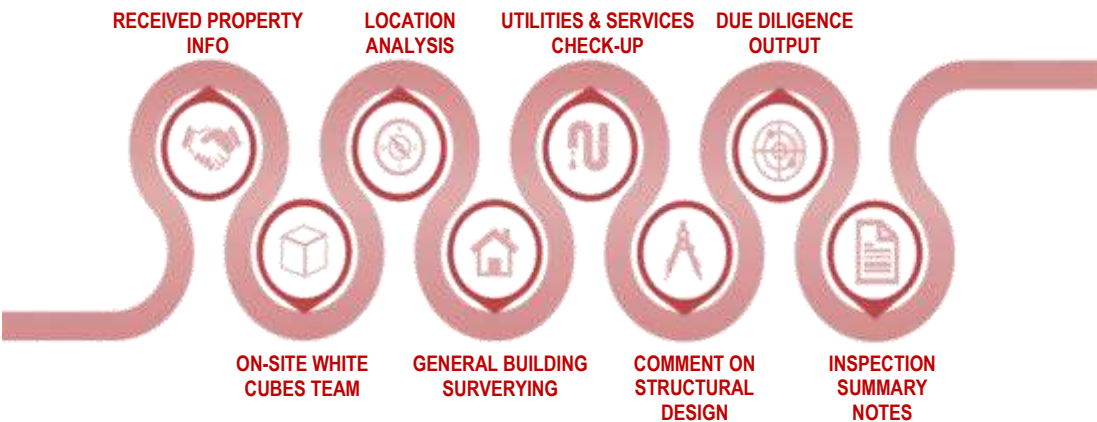 RECEIVED PROPERTY
INFO
LOCATION
ANALYSIS
UTILITIES & SERVICES
CHECK-UP
DUE DILIGENCE
OUTPUT
ON-SITE WHITE
CUBES TEAM
GENERAL BUILDING
SURVERYING
COMMENT ON
STRUCTURAL
DESIGN
INSPECTION
SUMMARY
NOTES